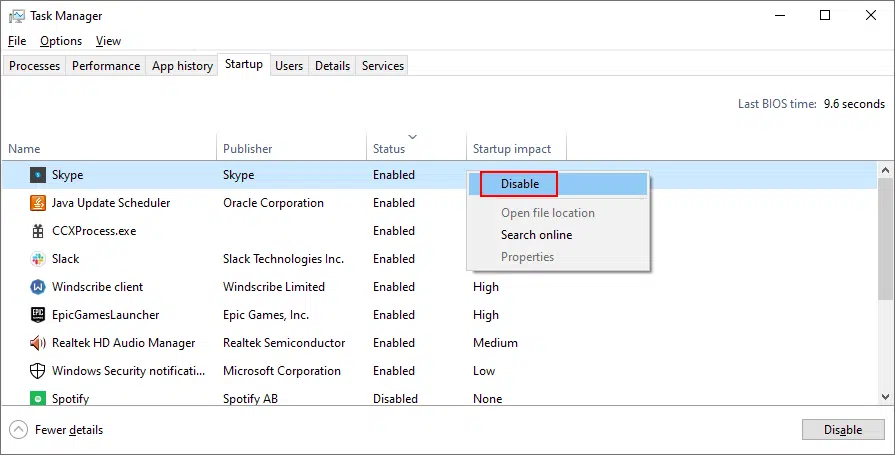 Task Manager
File Options View
Processes Performance App history Startup Users Details Services
Last BIOS time: 9.6 seconds
Name Publisher Status Startup impact
Skype Skype Enabled
Java Update Scheduler Oracle Corporation Enabled
CCXProcess.exe Enabled
Slack Slack Technologies Inc. Enabled
Windscribe client Windscribe Limited Enabled High
EpicGamesLauncher Epic Games, Inc. Enabled High
Realtek HD Audio Manager Realtek Semiconductor Enabled Medium
Windows Security notificati... Microsoft Corporation Enabled Low
Spotify Spotify AB Disabled None
Disable
Open file location
Search online
Properties
Fewer details Disable